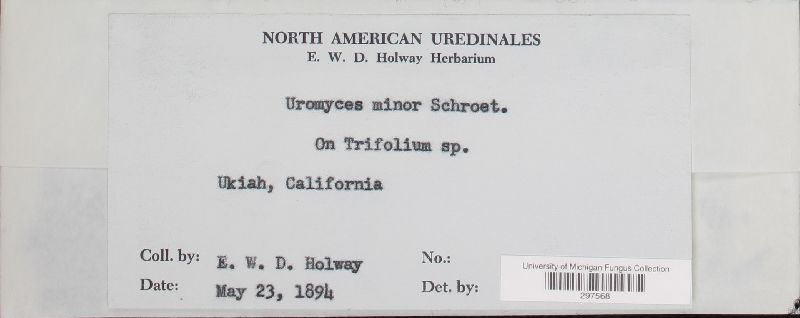 NORTH AMERICAN UREDINALES
E. W. D. Holway Herbarium
Uromyces minor Schroet.
On Trifolium sp.
Ukiah, California
Coll. by: E. W. D. Holway No.:
Date: May 23, 1894 Det. by:
University of Michigan Fungus Collection
297568